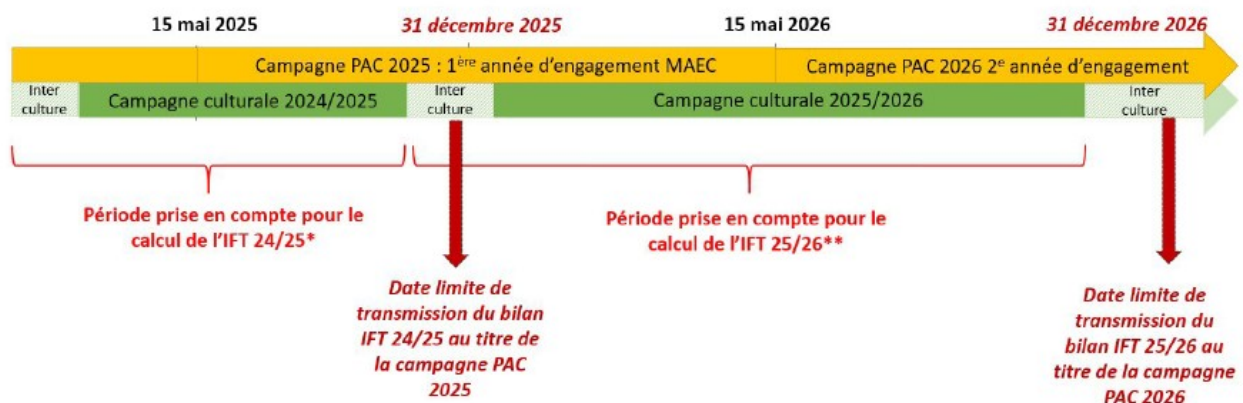 15 mai 2025
31 décembre 2025
15 mai 2026
31 décembre 2026
Campagne PAC 2025 : 1ère année d’engagement MAEC
Campagne PAC 2026 2e année d’engagement
Inter
culture
Campagne culturale 2024/2025
Inter
culture
Campagne culturale 2025/2026
Inter
culture
Période prise en compte pour le
calcul de l’IFT 24/25*
Période prise en compte pour le
calcul de l’IFT 25/26**
Date limite de
transmission du bilan
IFT 24/25 au titre de
la campagne PAC
2025
Date limite de
transmission du
bilan IFT 25/26 au
titre de la campagne
PAC 2026